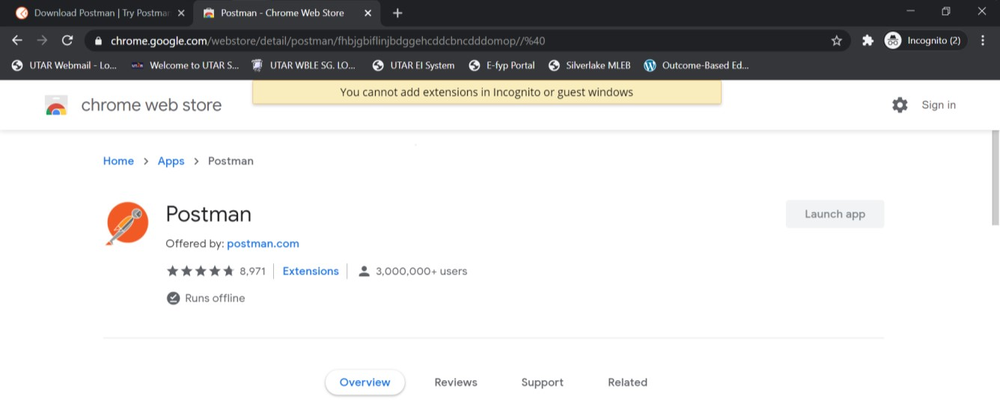 Download Postman | Try Postmar
Postman - Chrome Web Store
chrome.google.com/webstore/detail/postman/fhbjgbiflinjbdggehcddcbncdddomop//%40
Incognito (2)
UTAR Webmail - Lo...
Welcome to UTAR S...
UTAR WBLE SG. LO...
UTAR EI System
E-fyp Portal
Silverlake MLEB
Outcome-Based Ed...
You cannot add extensions in Incognito or guest windows
chrome web store
Sign in
Home > Apps > Postman
Postman
Launch app
Offered by: postman.com
8,971
Extensions
3,000,000+ users
Runs offline
Overview
Reviews
Support
Related